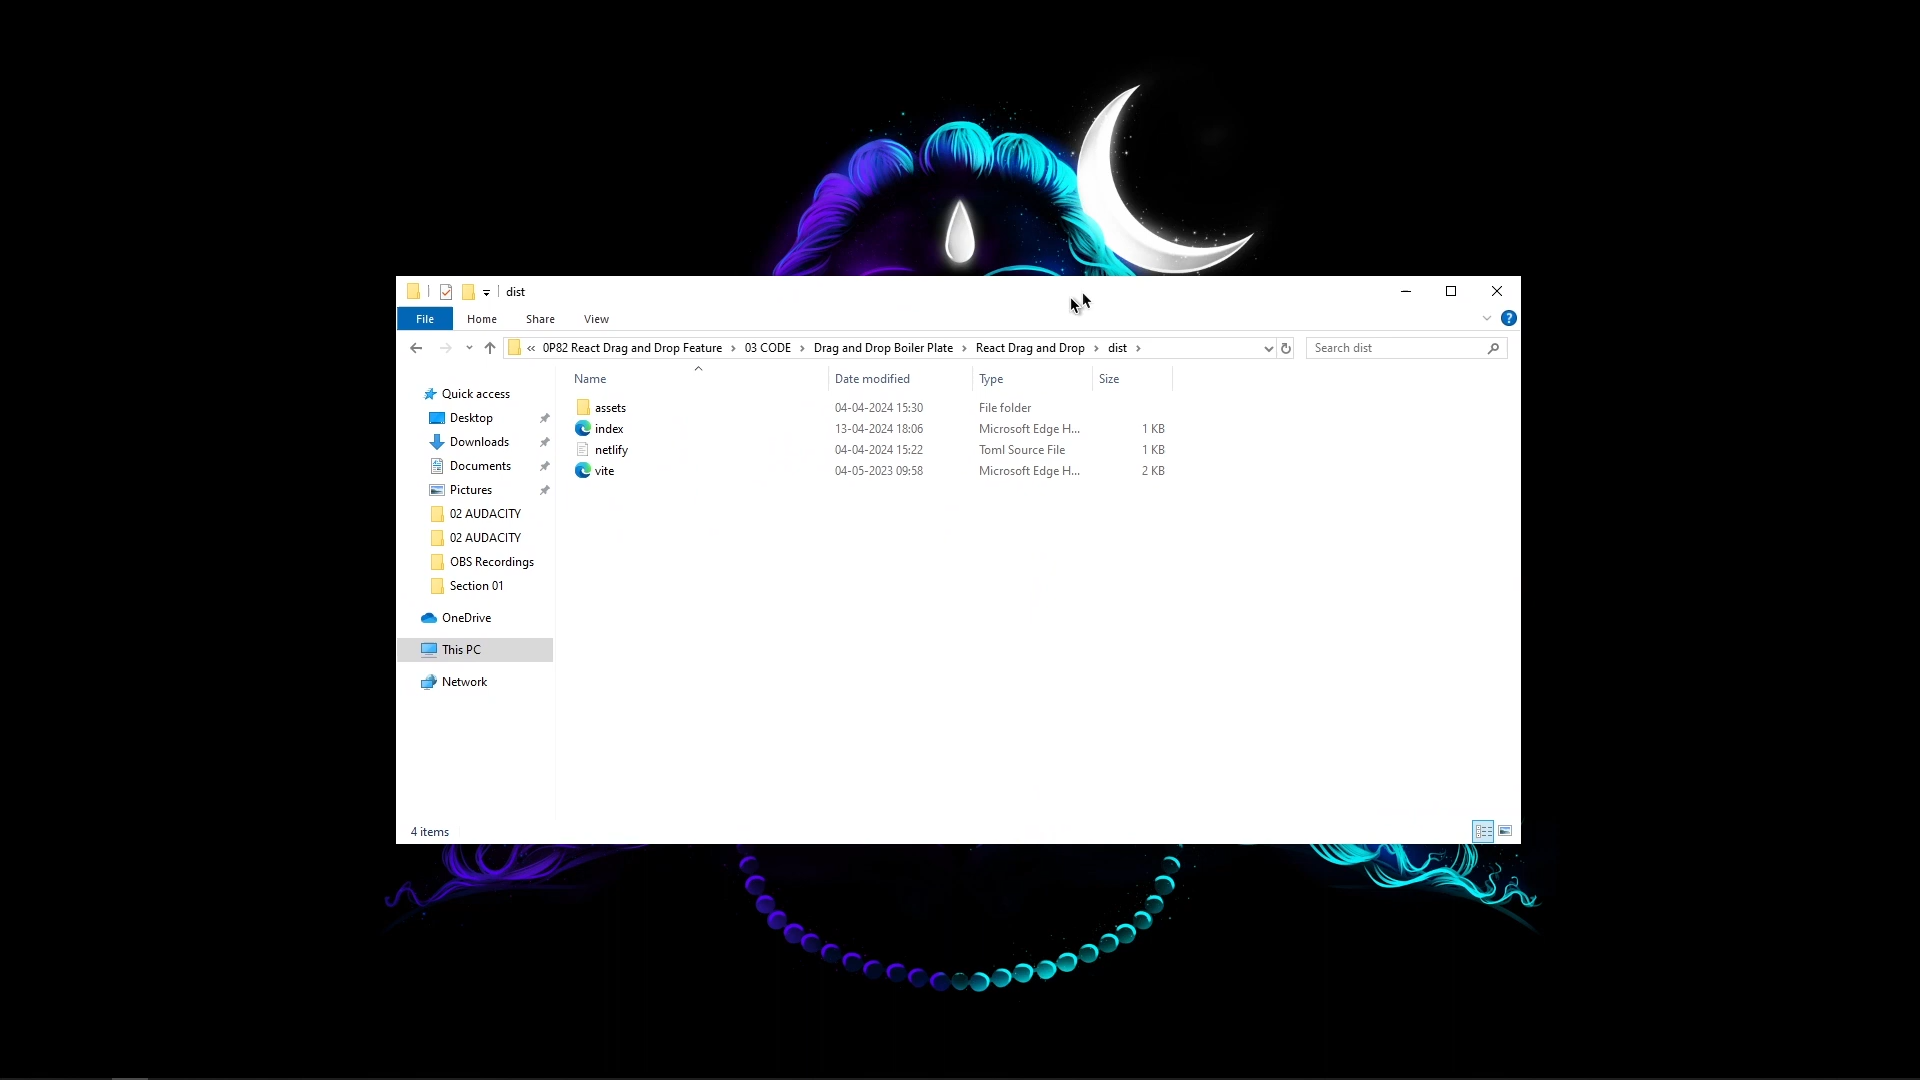 dist
File Home Share View
« 0P82 React Drag and Drop Feature › 03 CODE › Drag and Drop Boiler Plate › React Drag and Drop › dist › Search dist
Name Date modified Type Size
Quick access
Desktop
Downloads
Documents
Pictures
02 AUDACITY
02 AUDACITY
OBS Recordings
Section 01
OneDrive
This PC
Network
assets 04-04-2024 15:30 File folder
index 13-04-2024 18:06 Microsoft Edge H... 1 KB
netlify 04-04-2024 15:22 Toml Source File 1 KB
vite 04-05-2023 09:58 Microsoft Edge H... 2 KB
4 items